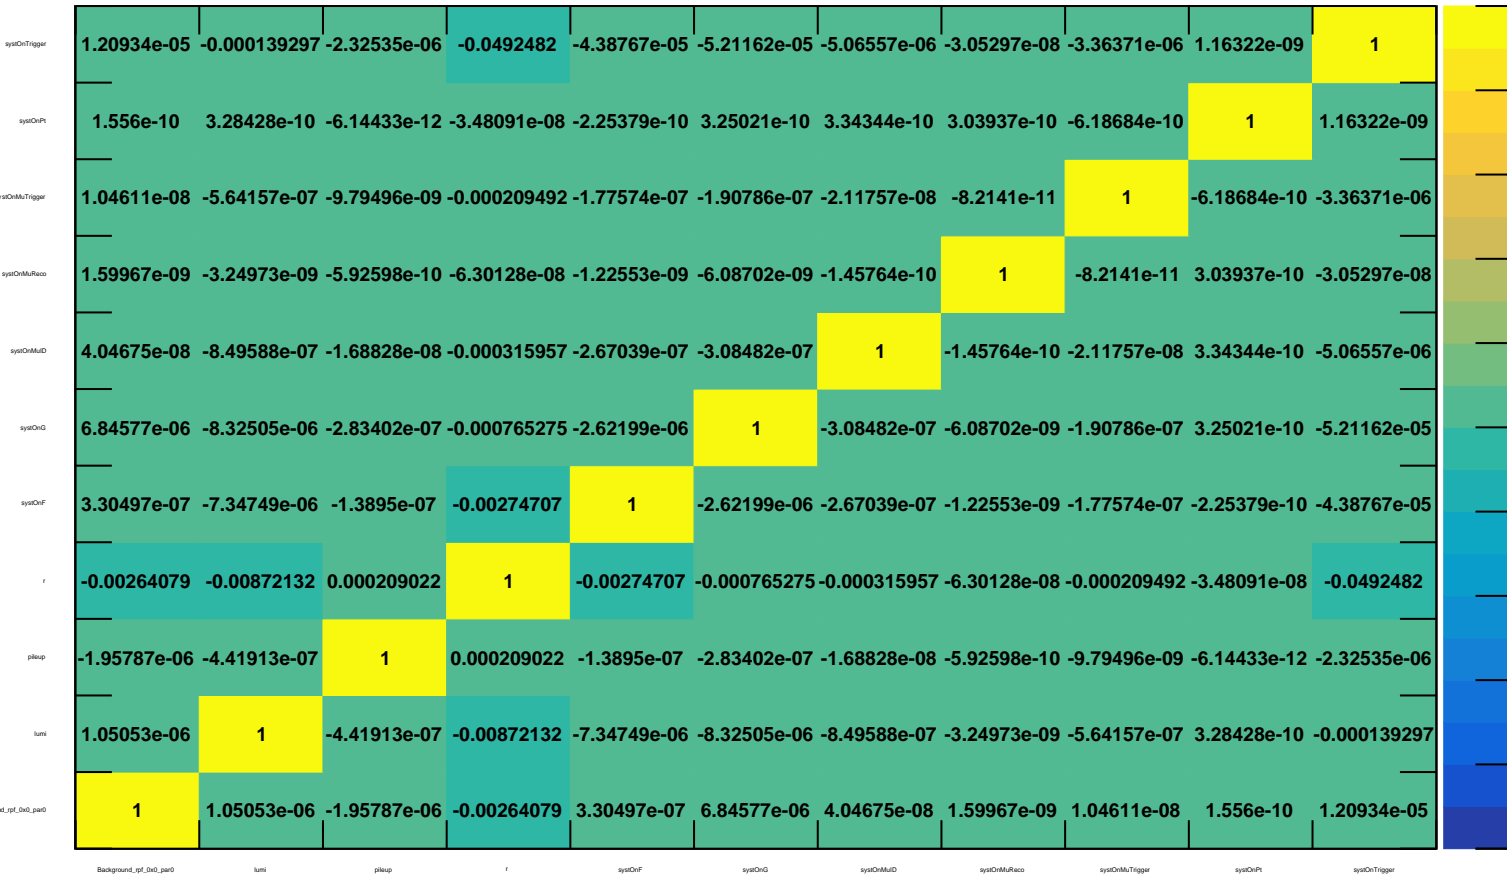 systOnTrigger 1.20934e-05 -0.000139297 -2.32535e-06 -0.0492482 -4.38767e-05 -5.21162e-05 -5.06557e-06 -3.05297e-08 -3.36371e-06 1.16322e-09 1
systOnPt 1.556e-10 3.28428e-10 -6.14433e-12 -3.48091e-08 -2.25379e-10 3.25021e-10 3.34344e-10 3.03937e-10 -6.18684e-10 1 1.16322e-09
stOnMuTrigger 1.04611e-08 -5.64157e-07 -9.79496e-09 -0.000209492 -1.77574e-07 -1.90786e-07 -2.11757e-08 -8.2141e-11 1 -6.18684e-10 -3.36371e-06
systOnMuReco 1.59967e-09 -3.24973e-09 -5.92598e-10 -6.30128e-08 -1.22553e-09 -6.08702e-09 -1.45764e-10 1 -8.2141e-11 3.03937e-10 -3.05297e-08
systOnMuID 4.04675e-08 -8.49588e-07 -1.68828e-08 -0.000315957 -2.67039e-07 -3.08482e-07 1 -1.45764e-10 -2.11757e-08 3.34344e-10 -5.06557e-06
systOnG 6.84577e-06 -8.32505e-06 -2.83402e-07 -0.000765275 -2.62199e-06 1 -3.08482e-07 -6.08702e-09 -1.90786e-07 3.25021e-10 -5.21162e-05
systOnF 3.30497e-07 -7.34749e-06 -1.3895e-07 -0.00274707 1 -2.62199e-06 -2.67039e-07 -1.22553e-09 -1.77574e-07 -2.25379e-10 -4.38767e-05
r -0.00264079 -0.00872132 0.000209022 1 -0.00274707 -0.000765275 -0.000315957 -6.30128e-08 -0.000209492 -3.48091e-08 -0.0492482
pileup -1.95787e-06 -4.41913e-07 1 0.000209022 -1.3895e-07 -2.83402e-07 -1.68828e-08 -5.92598e-10 -9.79496e-09 -6.14433e-12 -2.32535e-06
lumi 1.05053e-06 1 -4.41913e-07 -0.00872132 -7.34749e-06 -8.32505e-06 -8.49588e-07 -3.24973e-09 -5.64157e-07 3.28428e-10 -0.000139297
d_rpf_0x0_par0 1 1.05053e-06 -1.95787e-06 -0.00264079 3.30497e-07 6.84577e-06 4.04675e-08 1.59967e-09 1.04611e-08 1.556e-10 1.20934e-05
Background_rpf_0x0_par0 lumi pileup r systOnF systOnG systOnMuID systOnMuReco systOnMuTrigger systOnPt systOnTrigger